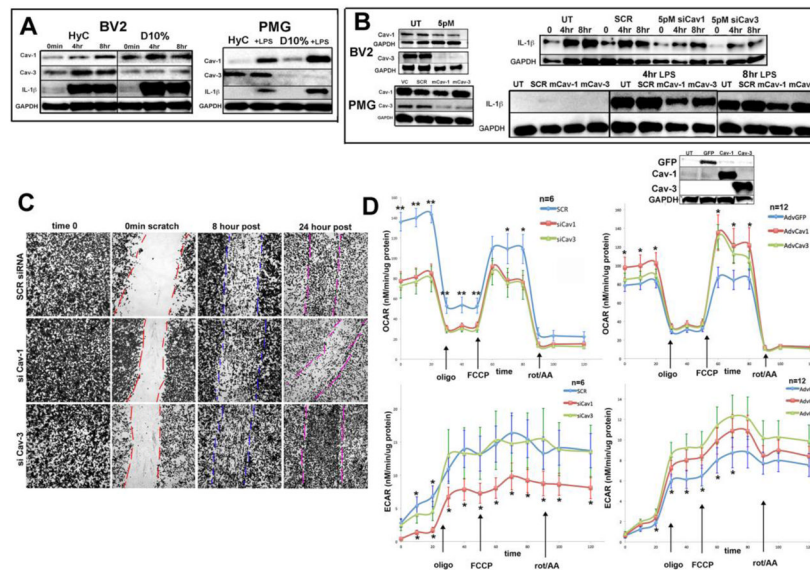 A
BV2
HyC D10%
0min 4hr 8hr 0min 4hr 8hr
Cav-1
Cav-3
IL-1β
GAPDH
PMG
HyC +LPS D10% +LPS
Cav-1
Cav-3
IL-1β
GAPDH
B
UT 5pM
BV2
Cav-1
GAPDH
Cav-3
GAPDH
VC SCR mCav-1 mCav-3
PMG
Cav-1
Cav-3
GAPDH
UT SCR 5pM siCav1 5pM siCav3
0 4hr 8hr 0 4hr 8hr 0 4hr 8hr 0 4hr 8hr
IL-1β
GAPDH
4hr LPS 8hr LPS
UT SCR mCav-1 mCav-3 UT SCR mCav-1 mCav-3 UT SCR mCav-1 mCav-3
IL-1β
GAPDH
C
time 0 0min scratch 8 hour post 24 hour post
SCR siRNA
si Cav-1
si Cav-3
D
UT GFP Cav-1 Cav-3
GFP
Cav-1
Cav-3
GAPDH
n=6
SCR
siCav1
siCav3
OCAR (nM/min/ug protein)
oligo FCCP time rot/AA
n=12
AdvGFP
AdvCav1
AdvCav3
OCAR (nM/min/ug protein)
oligo FCCP time rot/AA
n=6
SCR
siCav1
siCav3
ECAR (nM/min/ug protein)
oligo FCCP time rot/AA
n=12
ECAR (nM/min/ug protein)
oligo FCCP time rot/AA